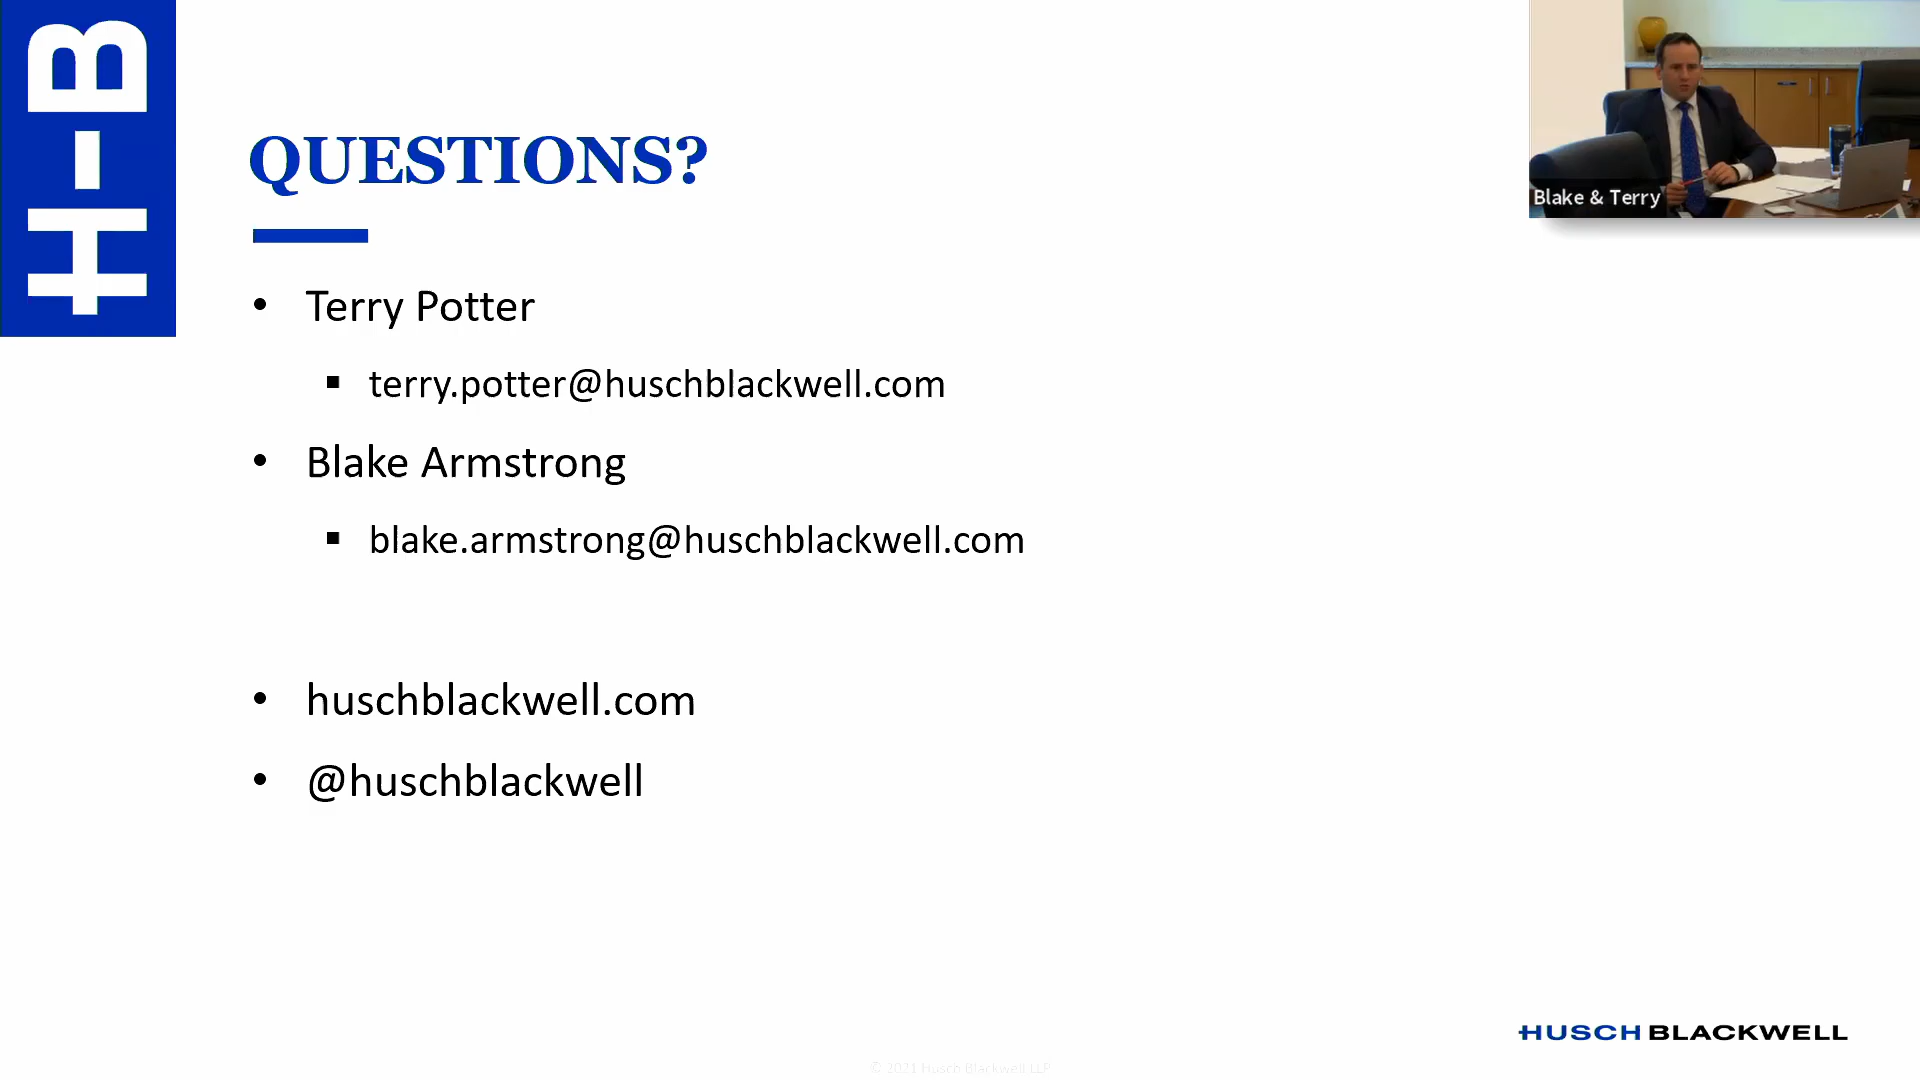 H-B
QUESTIONS?
Blake & Terry
• Terry Potter
▪ terry.potter@huschblackwell.com
• Blake Armstrong
▪ blake.armstrong@huschblackwell.com
• huschblackwell.com
• @huschblackwell
HUSCH BLACKWELL
© 2021 Husch Blackwell LLP